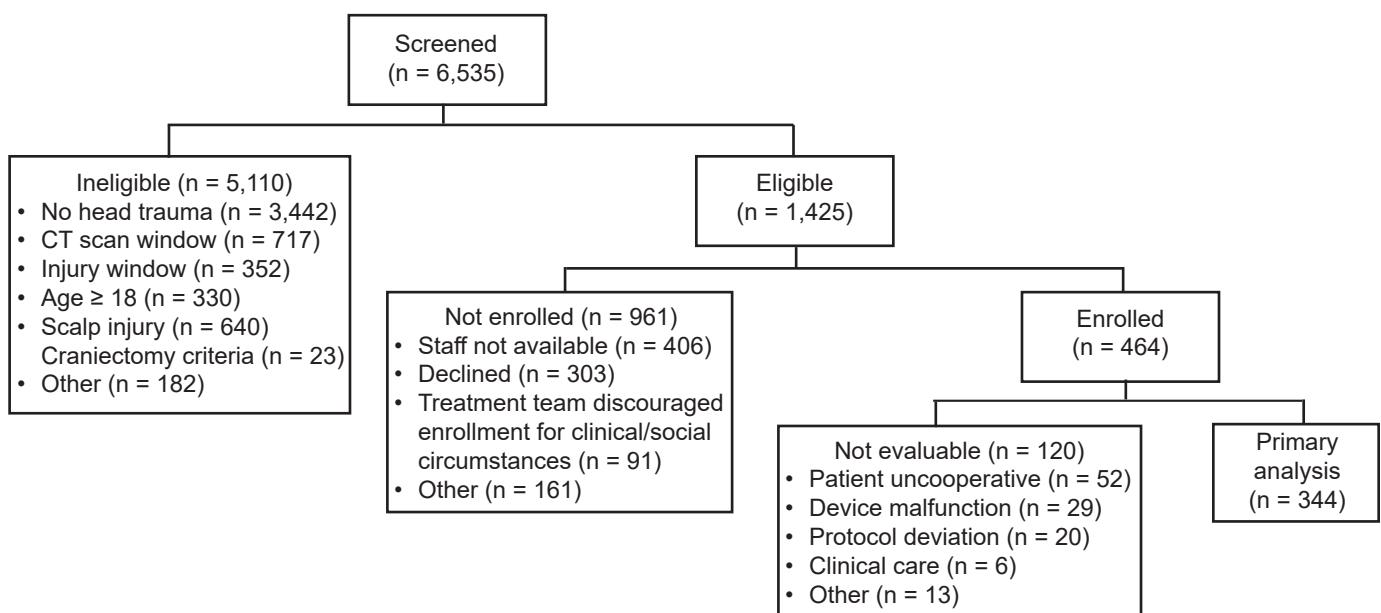 Screened
(n = 6,535)
Ineligible (n = 5,110)
• No head trauma (n = 3,442)
• CT scan window (n = 717)
• Injury window (n = 352)
• Age ≥ 18 (n = 330)
• Scalp injury (n = 640)
Craniectomy criteria (n = 23)
• Other (n = 182)
Eligible
(n = 1,425)
Not enrolled (n = 961)
• Staff not available (n = 406)
• Declined (n = 303)
• Treatment team discouraged
enrollment for clinical/social
circumstances (n = 91)
• Other (n = 161)
Enrolled
(n = 464)
Not evaluable (n = 120)
• Patient uncooperative (n = 52)
• Device malfunction (n = 29)
• Protocol deviation (n = 20)
• Clinical care (n = 6)
• Other (n = 13)
Primary
analysis
(n = 344)